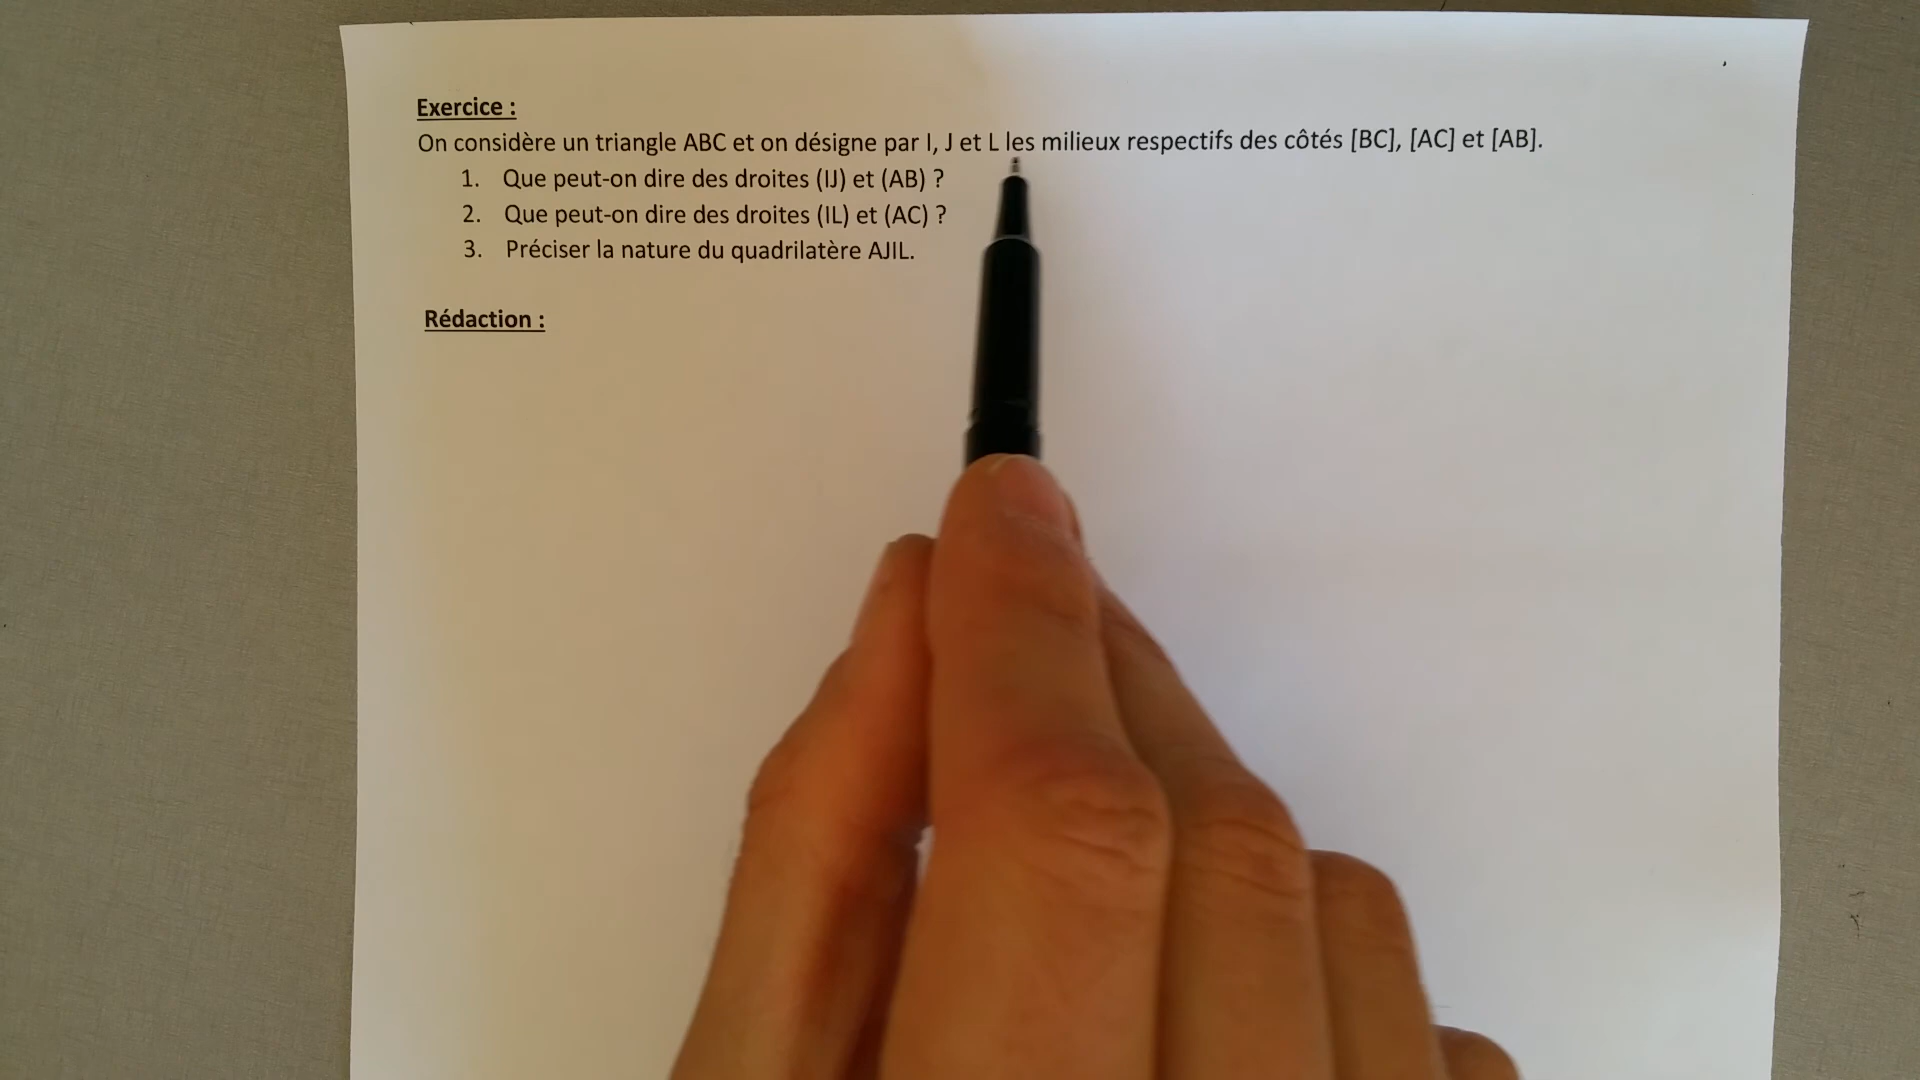 Exercice :
On considère un triangle ABC et on désigne par I, J et L les milieux respectifs des côtés [BC], [AC] et [AB].
1. Que peut-on dire des droites (IJ) et (AB) ?
2. Que peut-on dire des droites (IL) et (AC) ?
3. Préciser la nature du quadrilatère AJIL.
Rédaction :